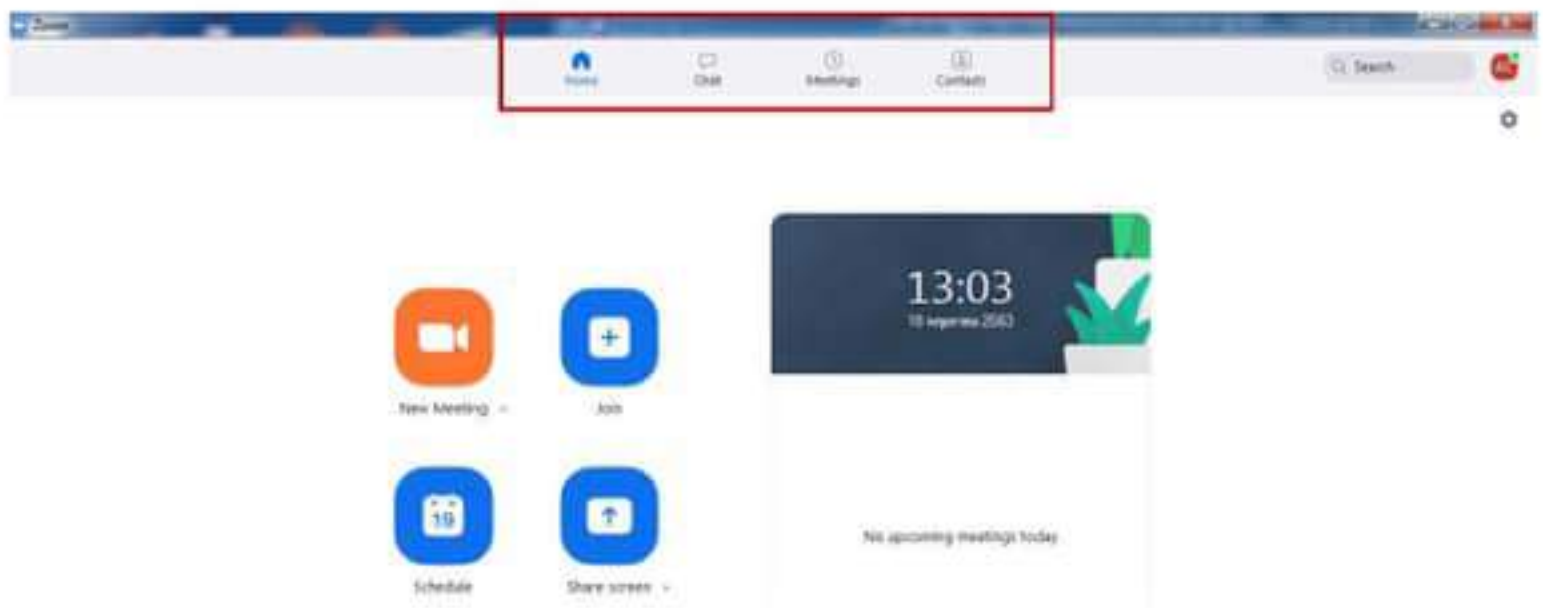 Zoom
Home
Chat
Meetings
Contacts
Search
13:03
New Meeting
Join
19
Schedule
Share screen
No upcoming meetings today